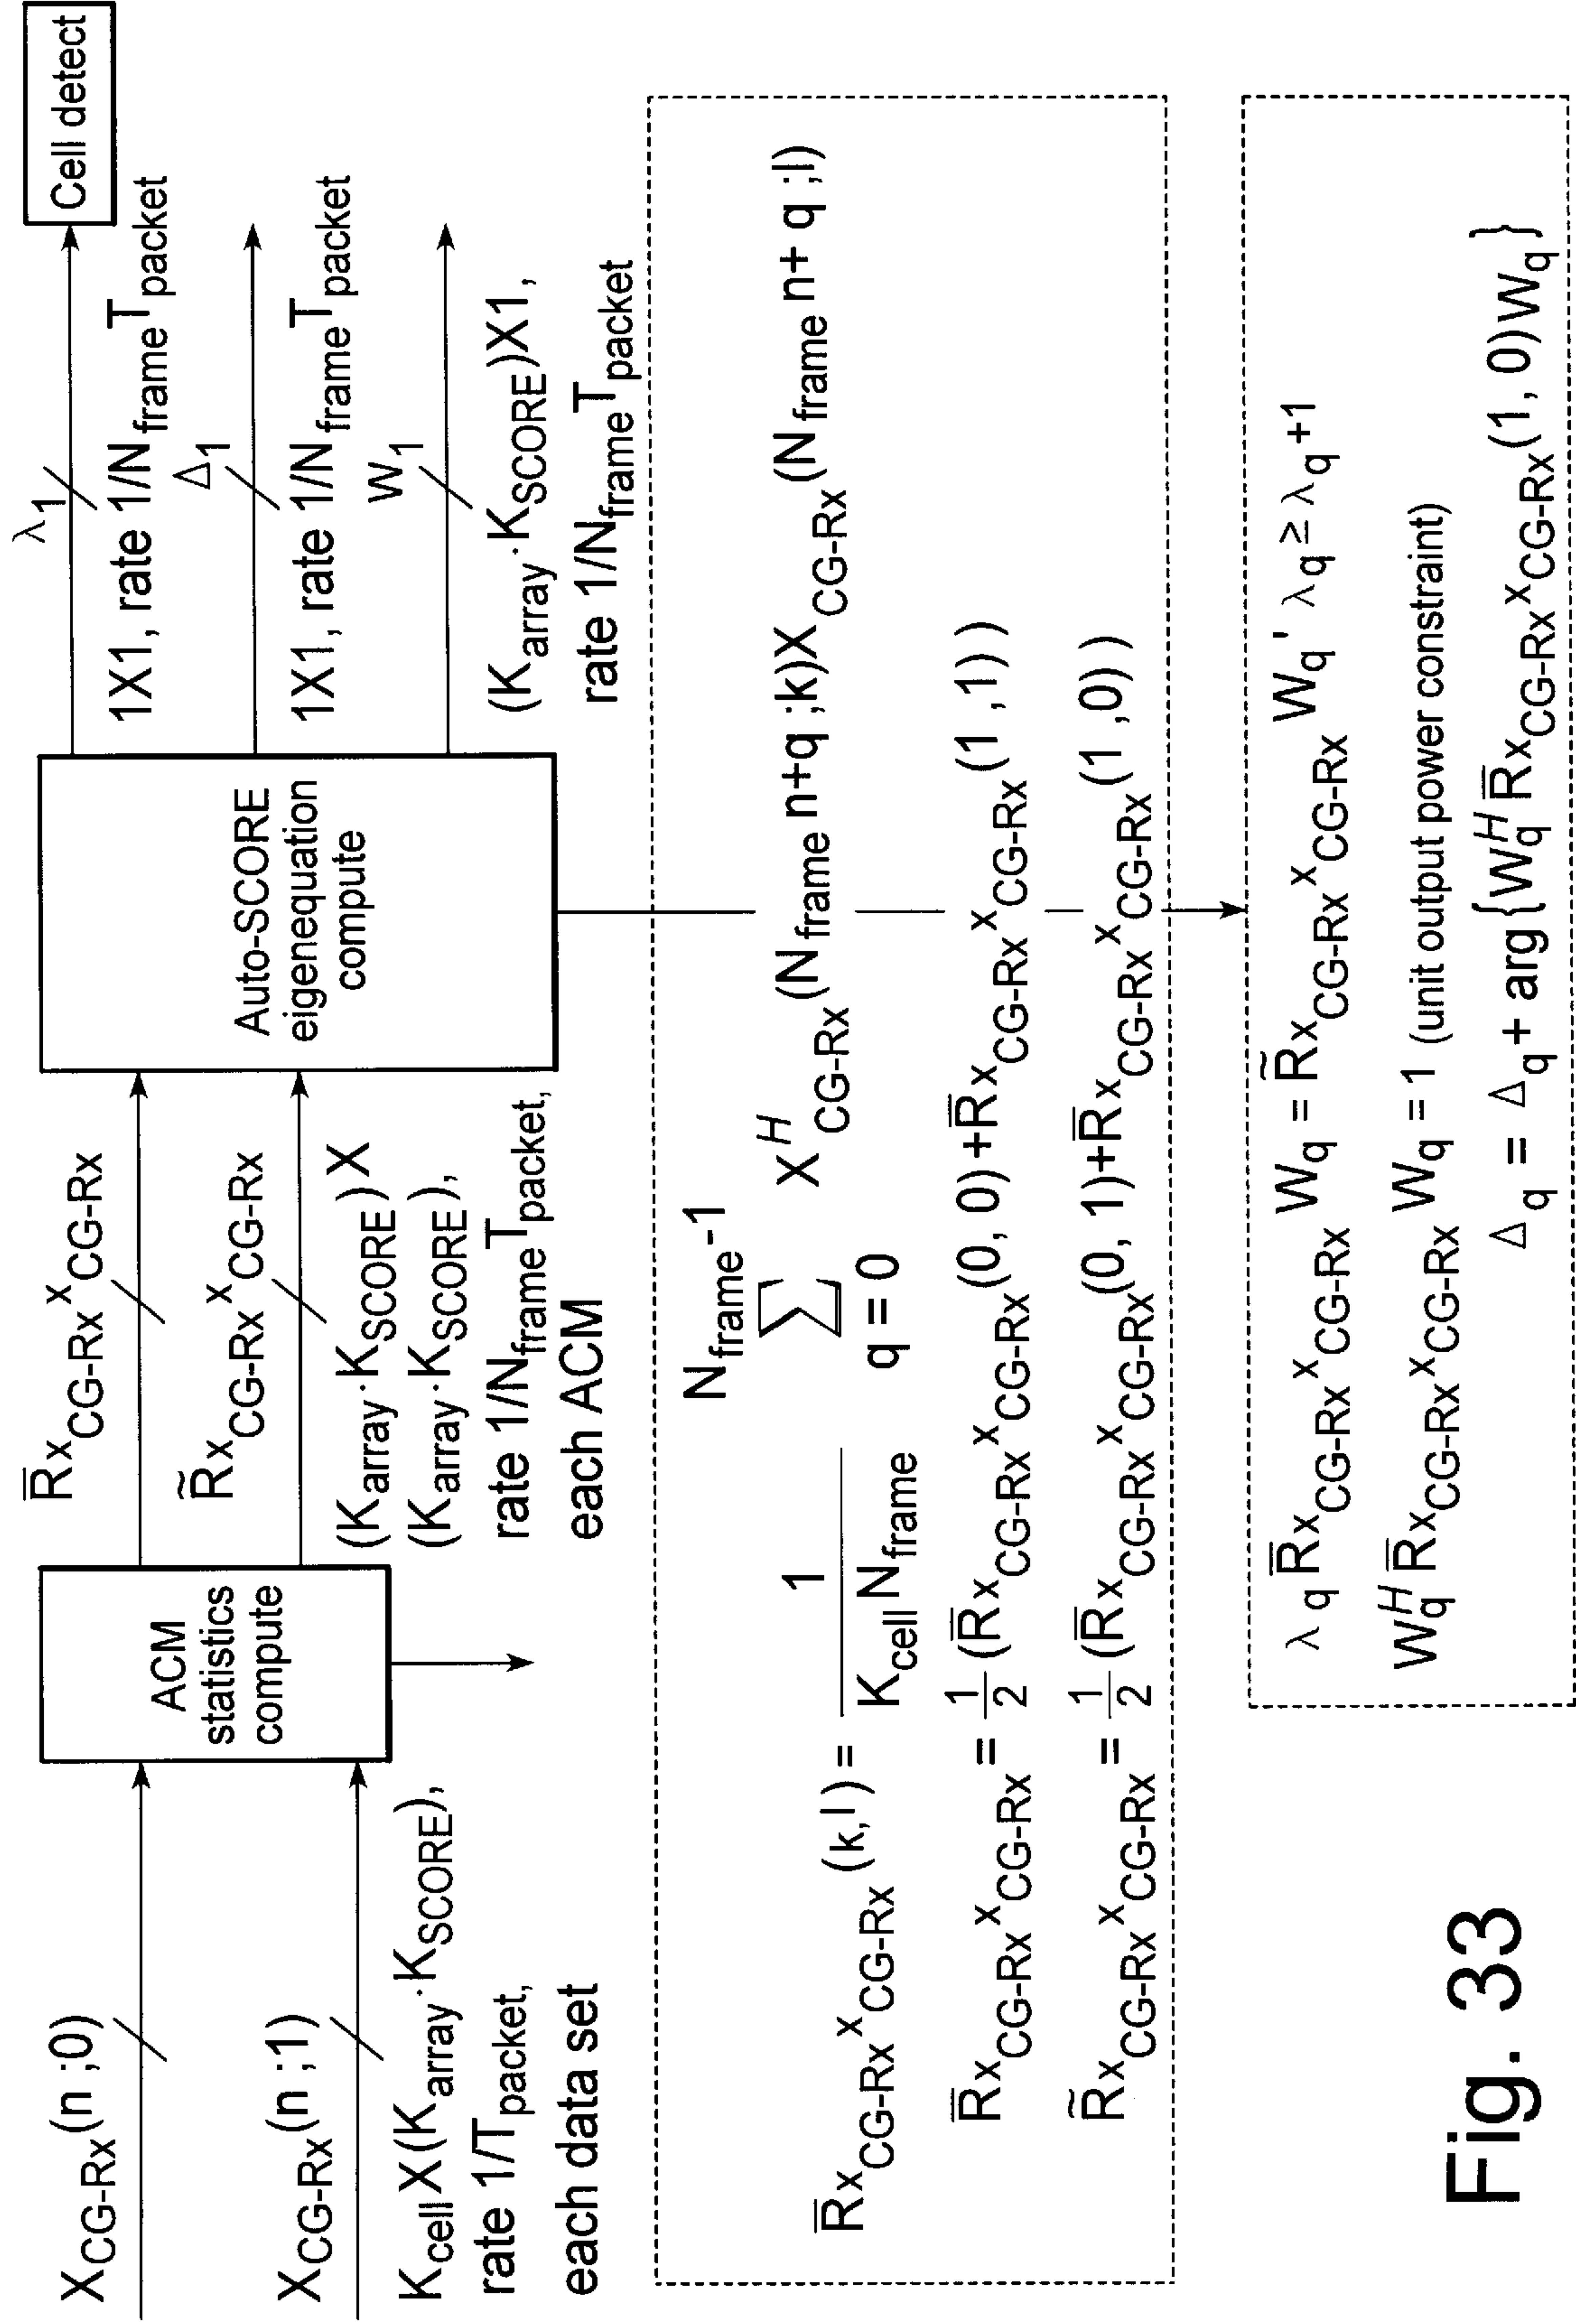 X_CG-Rx(n ;0)
X_CG-Rx(n ;1)
K_cell X (K_array · K_SCORE),
rate 1/T_packet,
each data set
ACM
statistics
compute
R̅x_CG-Rx x_CG-Rx
R̃x_CG-Rx x_CG-Rx
(K_array · K_SCORE) X
(K_array · K_SCORE),
rate 1/N_frame T_packet,
each ACM
Auto-SCORE
eigenequation
compute
λ_1
1X1, rate 1/N_frame T_packet
Δ_1
1X1, rate 1/N_frame T_packet
W_1
(K_array · K_SCORE)X1,
rate 1/N_frame T_packet
Cell detect
R̅x_CG-Rx x_CG-Rx (k,l) = 1 / K_cell N_frame N_frame-1 Σ q = 0 X^H_CG-Rx (N_frame n+q ;k)X_CG-Rx (N_frame n+ q ;l)
R̅x_CG-Rx x_CG-Rx = 1/2 (R̅x_CG-Rx x_CG-Rx (0, 0) +R̅x_CG-Rx x_CG-Rx (1 ,1) )
R̃x_CG-Rx x_CG-Rx = 1/2 (R̅x_CG-Rx x_CG-Rx (0, 1)+R̅x_CG-Rx x_CG-Rx (1 ,0) )
λ_q R̅x_CG-Rx x_CG-Rx W_q = R̃x_CG-Rx x_CG-Rx W_q ' λ_q ≥ λ_q +1
W_q^H R̅x_CG-Rx x_CG-Rx W_q = 1 (unit output power constraint)
Δ_q = Δ_q + arg{W_q^H R̅x_CG-Rx x_CG-Rx (1, 0)W_q}
Fig. 33